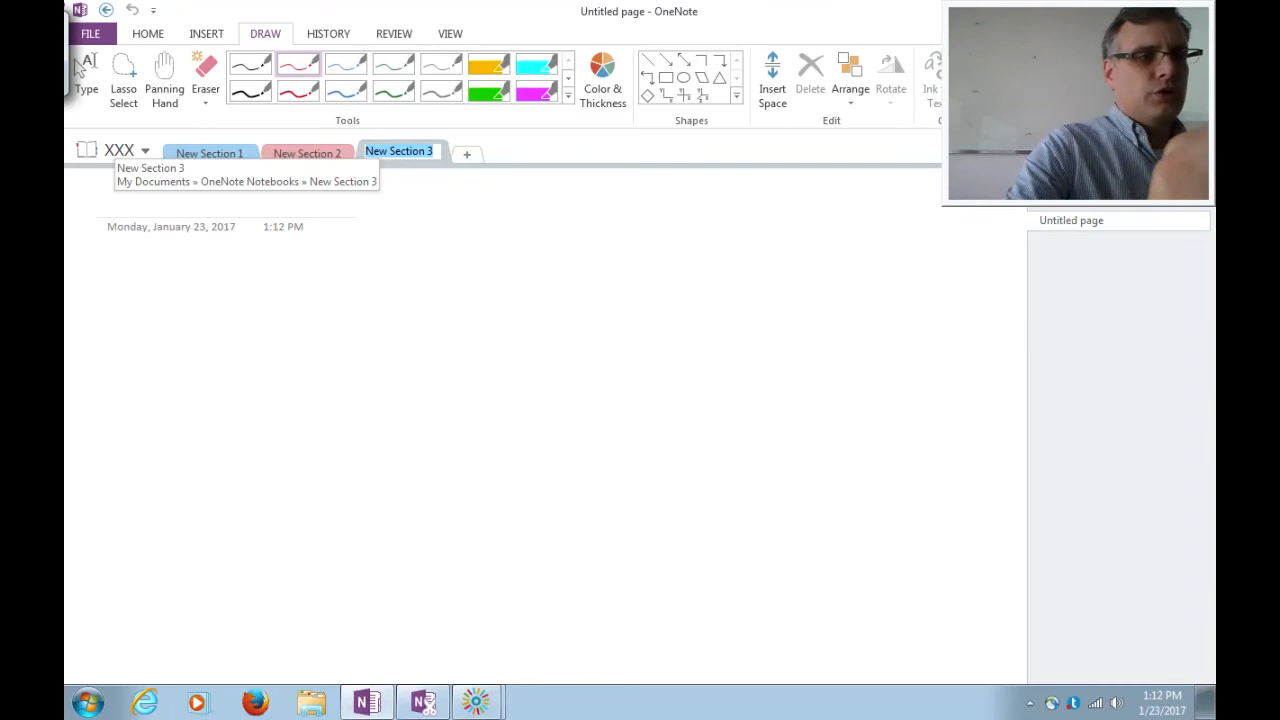 Untitled page - OneNote
FILE HOME INSERT DRAW HISTORY REVIEW VIEW
Type
Lasso Select
Panning Hand
Eraser
Color & Thickness
Insert Space
Delete
Arrange
Rotate
Ink to
Tools
Shapes
Edit
XXX New Section 1 New Section 2 New Section 3
New Section 3
My Documents » OneNote Notebooks » New Section 3
Untitled page
Monday, January 23, 2017 1:12 PM
1:12 PM
1/23/2017